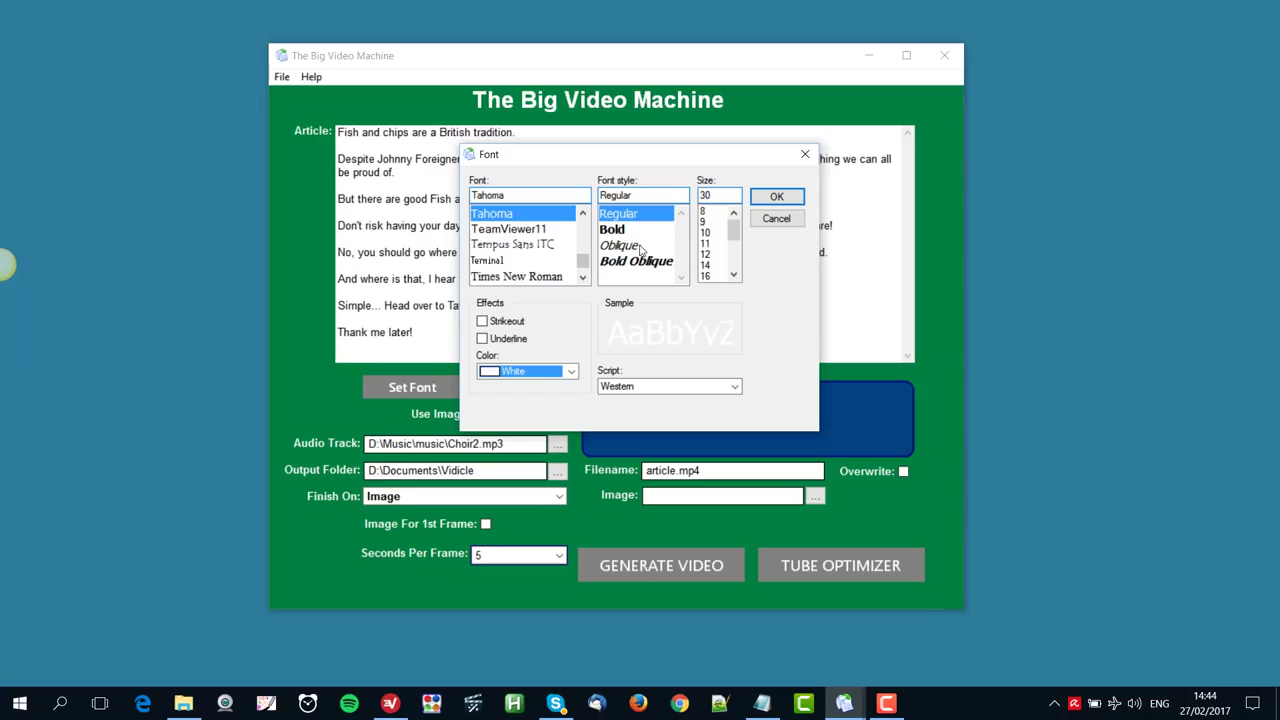 The Big Video Machine
File Help
The Big Video Machine
Article:
Fish and chips are a British tradition.
Despite Johnny Foreigner
hing we can all
be proud of.
But there are good Fish a
Don't risk having your day
re!
No, you should go where
d.
And where is that, I hear
Simple... Head over to Ta
Thank me later!
Font
Font: Font style: Size:
Tahoma Regular 30 OK
Tahoma Regular 8 Cancel
TeamViewer11 Bold 9
Tempus Sans ITC Oblique 10
Terminal Bold Oblique 11
Times New Roman 12
14
16
Effects Sample
Strikeout
Underline
AaBbYyZ
Color:
White
Script:
Western
Set Font
Use Imag
Audio Track: D:\Music\music\Choir2.mp3 ...
Output Folder: D:\Documents\Vidicle ... Filename: article.mp4 Overwrite:
Finish On: Image Image: ...
Image For 1st Frame:
Seconds Per Frame: 5
GENERATE VIDEO TUBE OPTIMIZER
ENG
14:44
27/02/2017